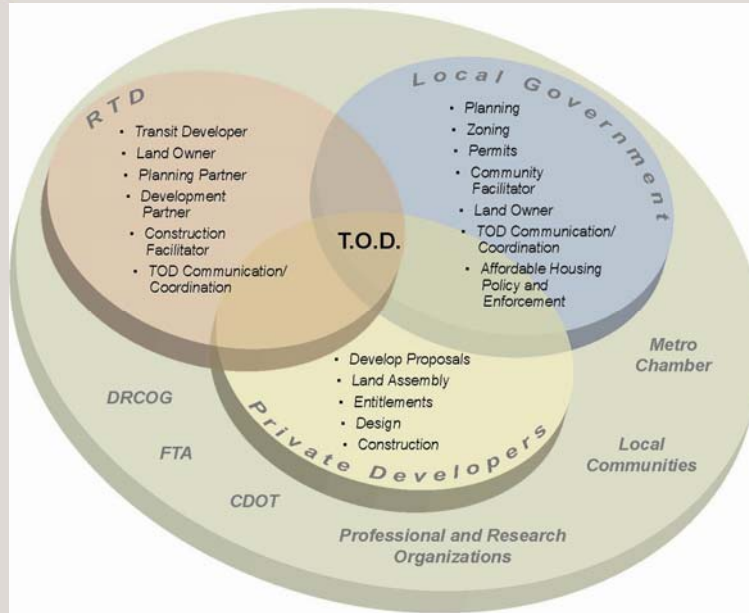 RTD
• Transit Developer
• Land Owner
• Planning Partner
• Development
Partner
• Construction
Facilitator
• TOD Communication/
Coordination
Local Government
• Planning
• Zoning
• Permits
• Community
Facilitator
• Land Owner
• TOD Communication/
Coordination
• Affordable Housing
Policy and
Enforcement
T.O.D.
• Develop Proposals
• Land Assembly
• Entitlements
• Design
• Construction
Private Developers
DRCOG
FTA
CDOT
Professional and Research
Organizations
Local
Communities
Metro
Chamber